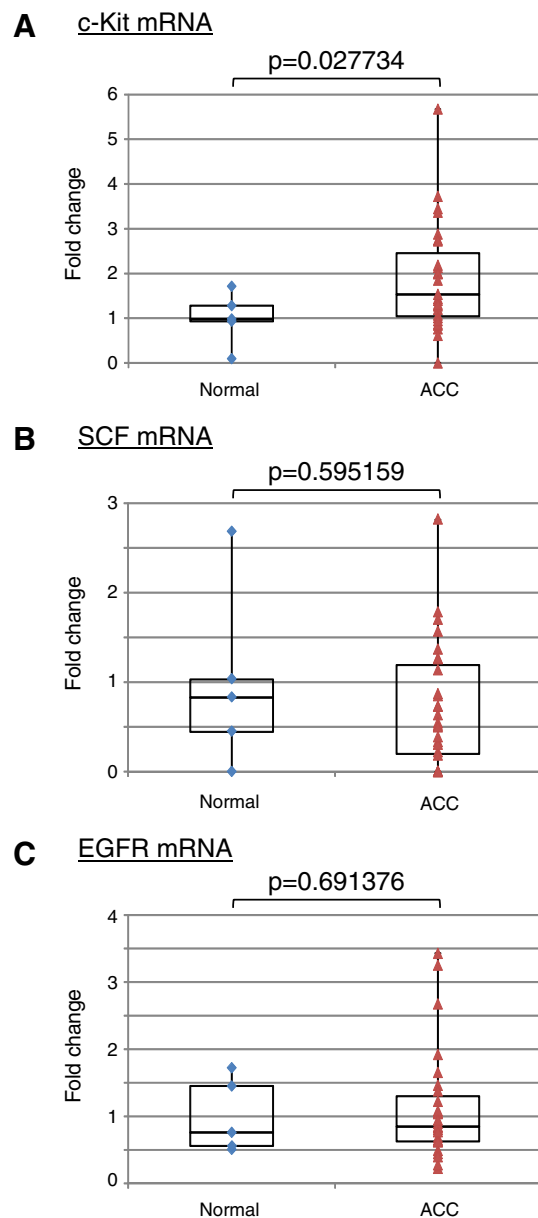 A c-Kit mRNA
p=0.027734
6
5
4
3
2
1
0
Fold change
Normal ACC
B SCF mRNA
p=0.595159
3
2
1
0
Fold change
Normal ACC
C EGFR mRNA
p=0.691376
4
3
2
1
0
Fold change
Normal ACC